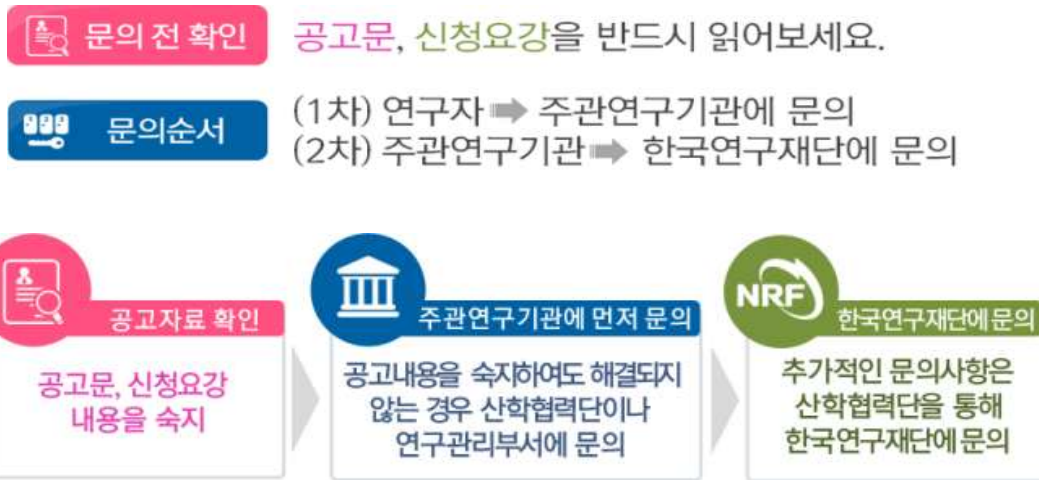 문의 전 확인 공고문, 신청요강을 반드시 읽어보세요.
문의순서
(1차) 연구자 ➡ 주관연구기관에 문의
(2차) 주관연구기관 ➡ 한국연구재단에 문의
공고자료 확인
공고문, 신청요강
내용을 숙지
주관연구기관에 먼저 문의
공고내용을 숙지하여도 해결되지
않는 경우 산학협력단이나
연구관리부서에 문의
NRF
한국연구재단에 문의
추가적인 문의사항은
산학협력단을 통해
한국연구재단에 문의